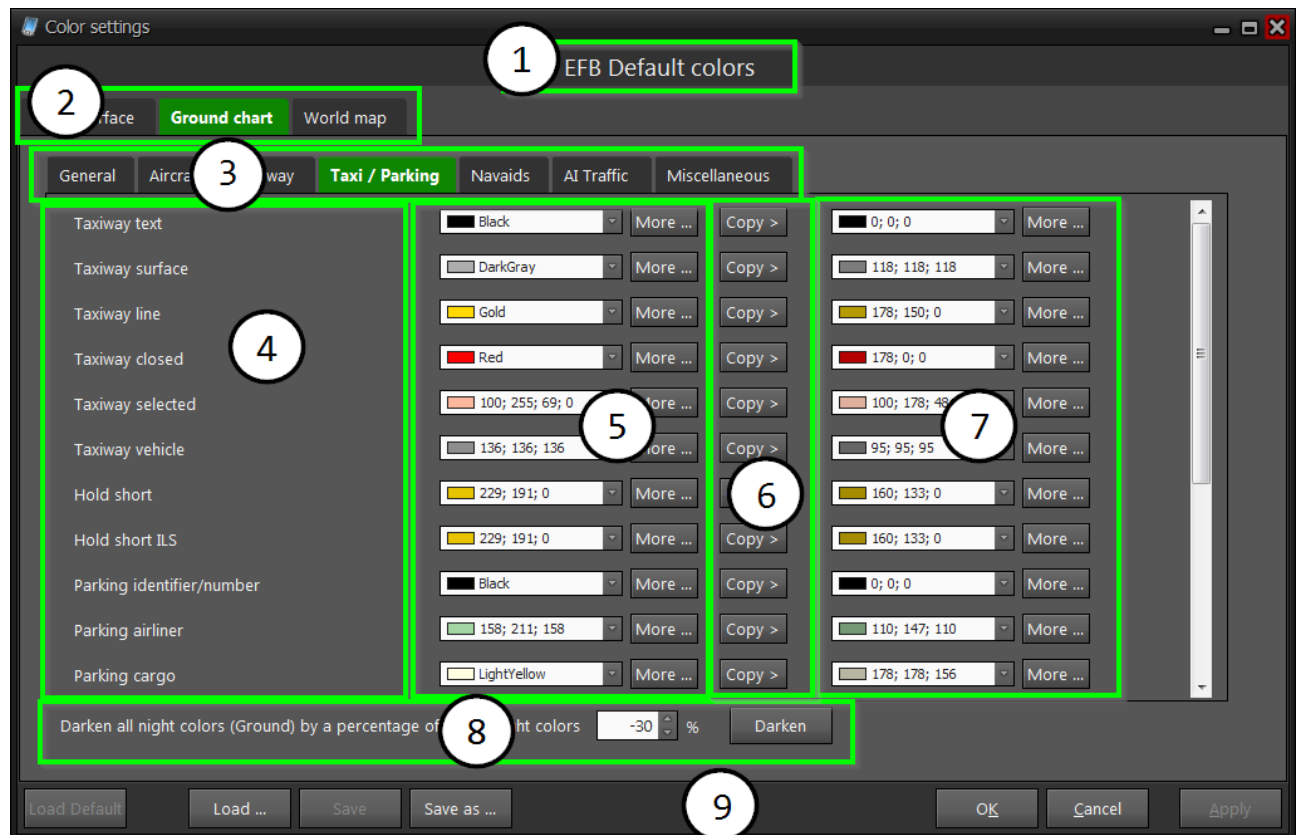 Color settings
1 EFB Default colors
2 Ground chart World map
General 3 Taxi / Parking Navaids AI Traffic Miscellaneous
Taxiway text Black More ... Copy > 0; 0; 0 More ...
Taxiway surface DarkGray More ... Copy > 118; 118; 118 More ...
Taxiway line Gold More ... Copy > 178; 150; 0 More ...
Taxiway closed Red More ... Copy > 178; 0; 0 More ...
4
Taxiway selected 100; 255; 69; 0 More ... Copy > 100; 178; 48 More ...
5 7
Taxiway vehicle 136; 136; 136 More ... Copy > 95; 95; 95 More ...
Hold short 229; 191; 0 More ... 6 160; 133; 0 More ...
Hold short ILS 229; 191; 0 More ... Copy > 160; 133; 0 More ...
Parking identifier/number Black More ... Copy > 0; 0; 0 More ...
Parking airliner 158; 211; 158 More ... Copy > 110; 147; 110 More ...
Parking cargo LightYellow More ... Copy > 178; 178; 156 More ...
Darken all night colors (Ground) by a percentage of 8 colors -30 % Darken
Load Default Load ... Save Save as ... 9 OK Cancel Apply